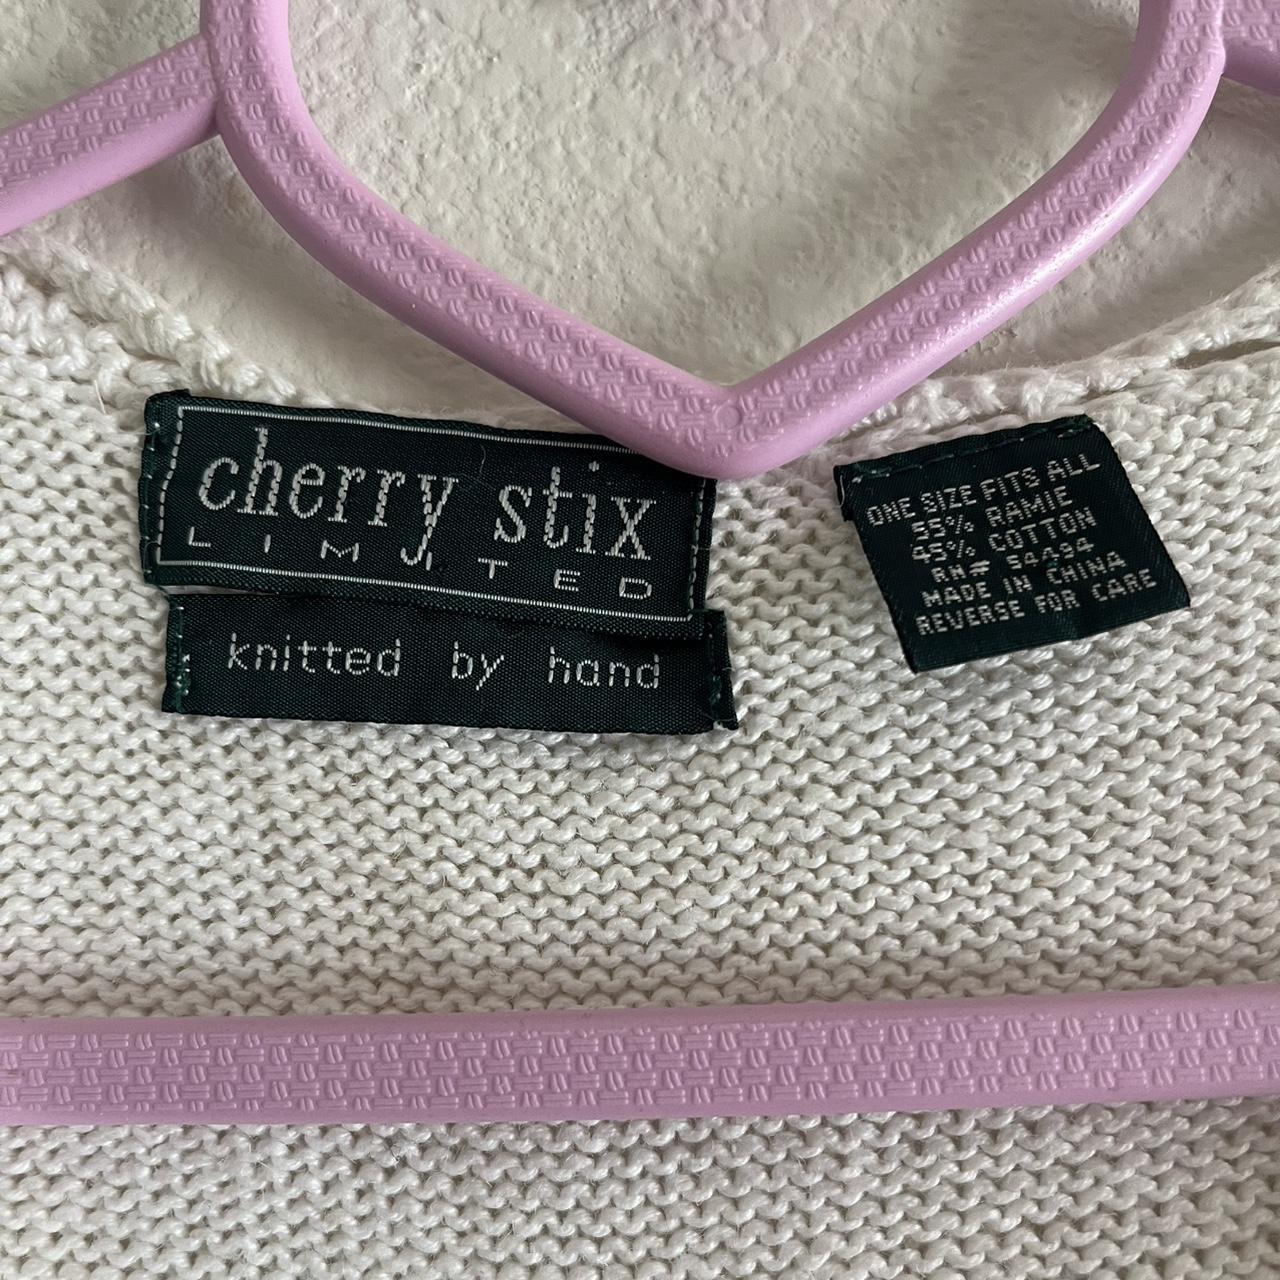 cherry stix
LIMITED
knitted by hand
ONE SIZE FITS ALL
55% RAMIE
45% COTTON
RN# 54494
MADE IN CHINA
REVERSE FOR CARE